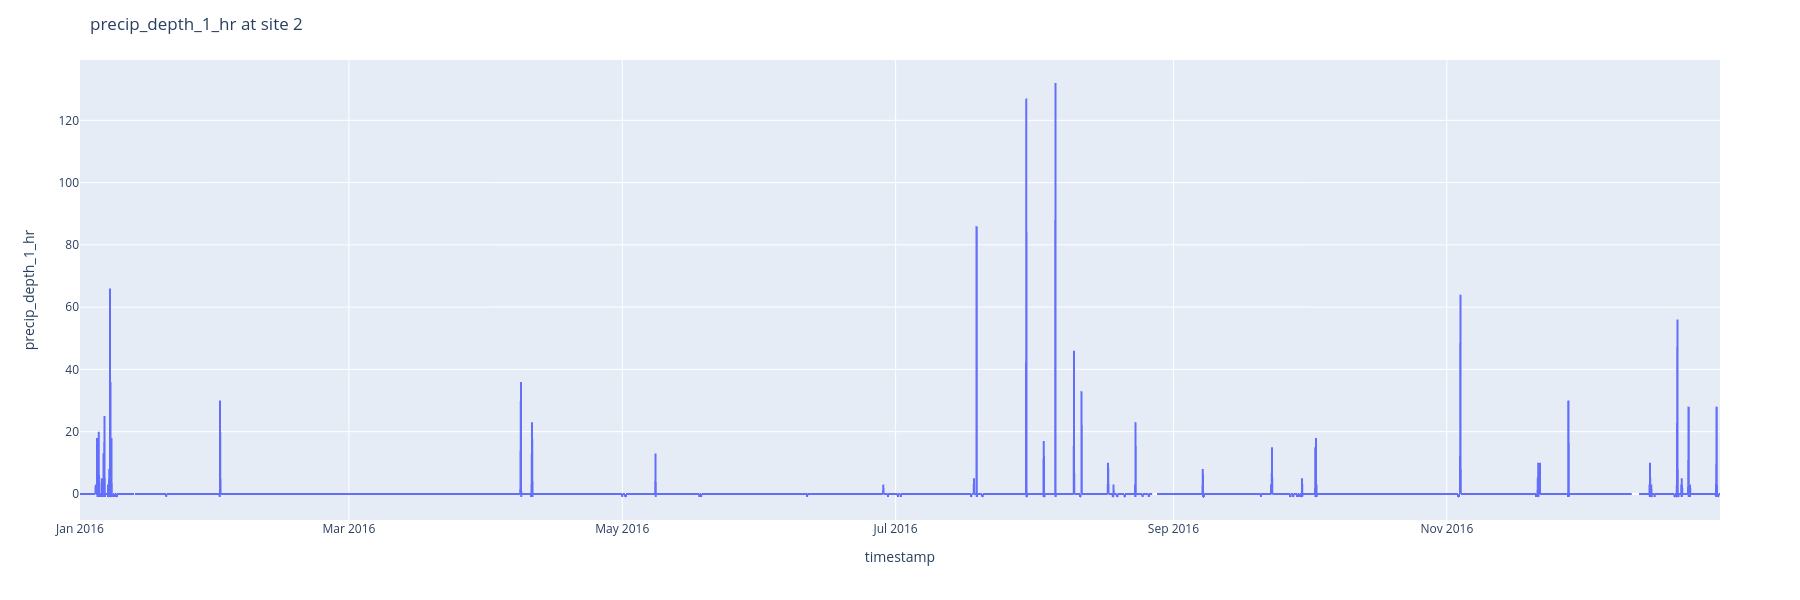 precip_depth_1_hr at site 2
precip_depth_1_hr
120
100
80
60
40
20
0
Jan 2016
Mar 2016
May 2016
Jul 2016
Sep 2016
Nov 2016
timestamp